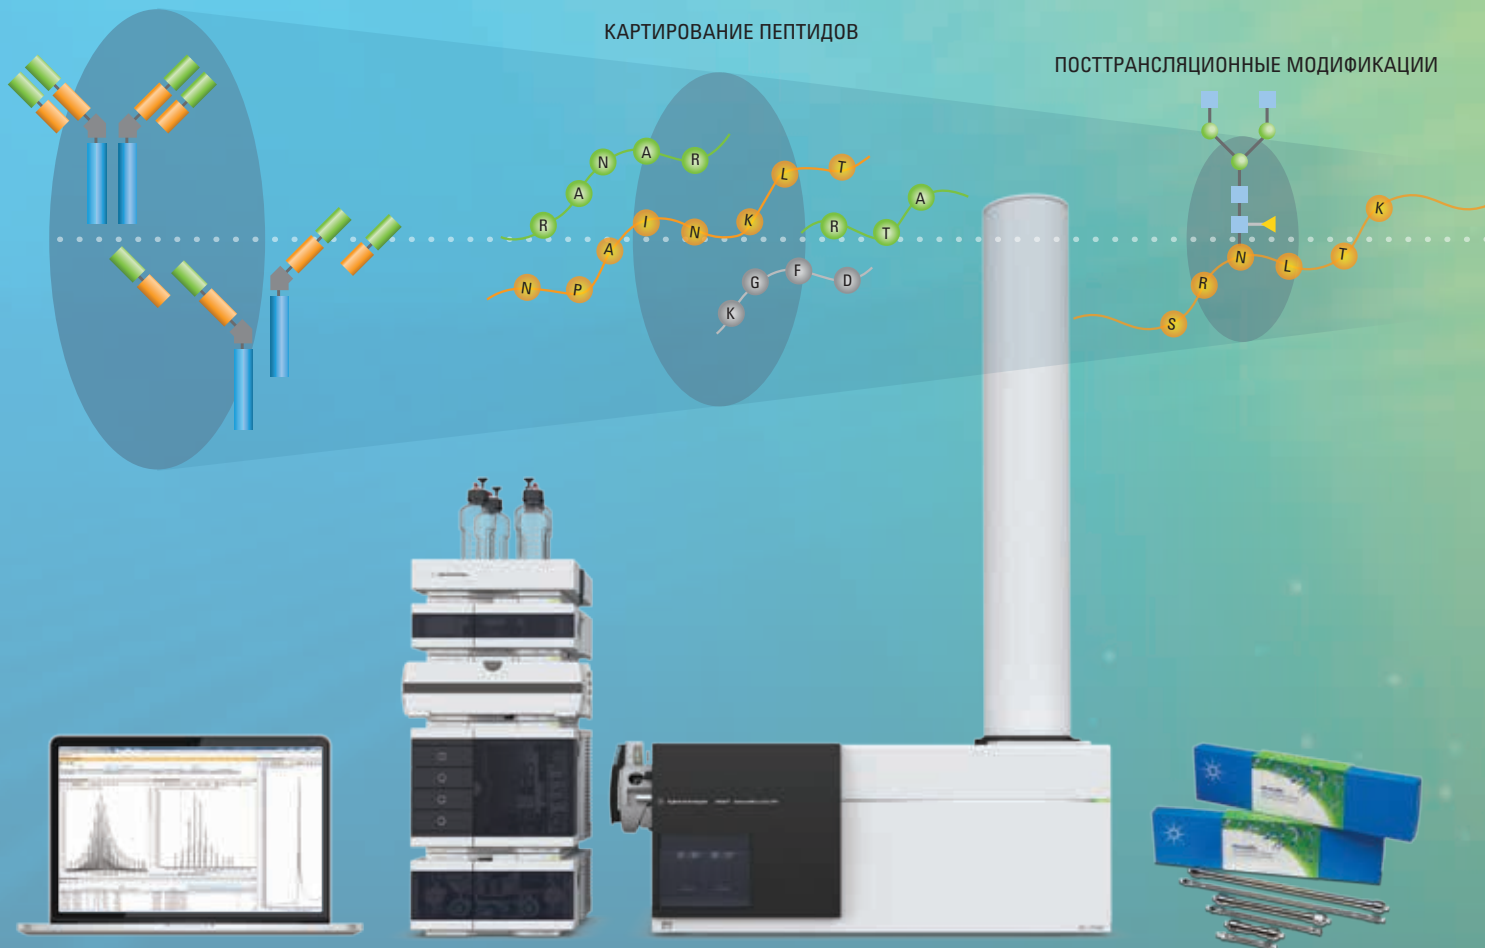 КАРТИРОВАНИЕ ПЕПТИДОВ
ПОСТТРАНСЛЯЦИОННЫЕ МОДИФИКАЦИИ
R A N A R
N P A I N K L T
R T A
K G F D
S R N L T K